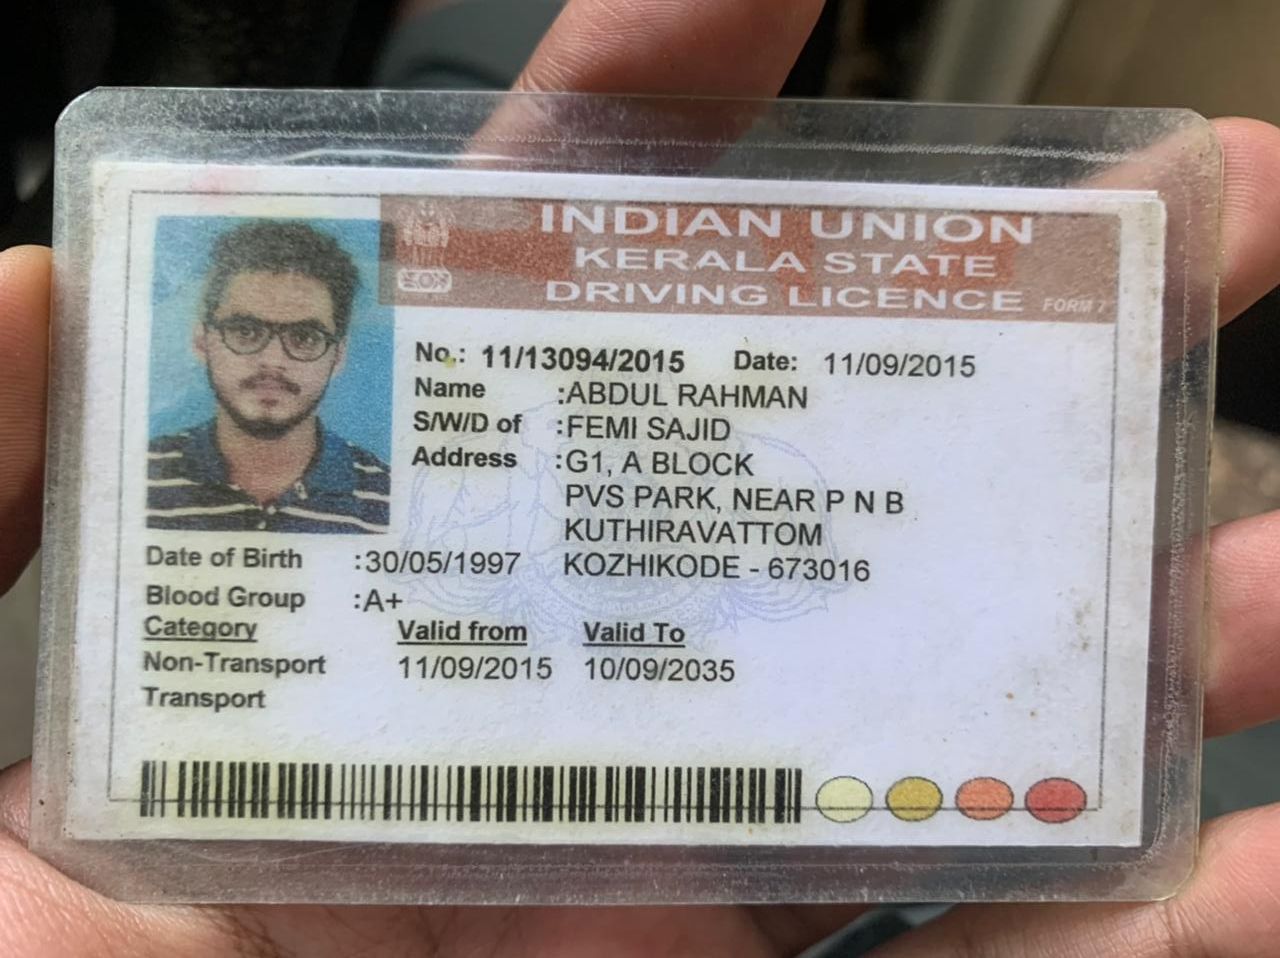 INDIAN UNION
KERALA STATE
DRIVING LICENCE FORM 7
No.: 11/13094/2015 Date: 11/09/2015
Name :ABDUL RAHMAN
S/W/D of :FEMI SAJID
Address :G1, A BLOCK
PVS PARK, NEAR P N B
KUTHIRAVATTOM
Date of Birth :30/05/1997 KOZHIKODE - 673016
Blood Group :A+
Category Valid from Valid To
Non-Transport 11/09/2015 10/09/2035
Transport